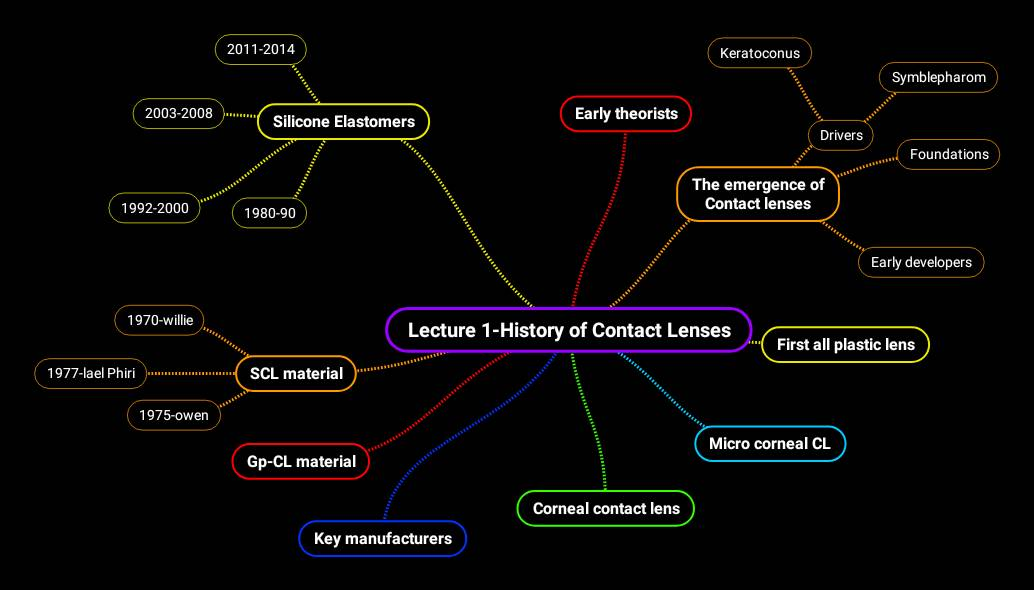 2011-2014
Keratoconus
Symblepharom
2003-2008
Silicone Elastomers
Early theorists
Drivers
Foundations
The emergence of
Contact lenses
1992-2000
1980-90
Early developers
1970-willie
Lecture 1-History of Contact Lenses
First all plastic lens
1977-lael Phiri
SCL material
1975-owen
Micro corneal CL
Gp-CL material
Corneal contact lens
Key manufacturers